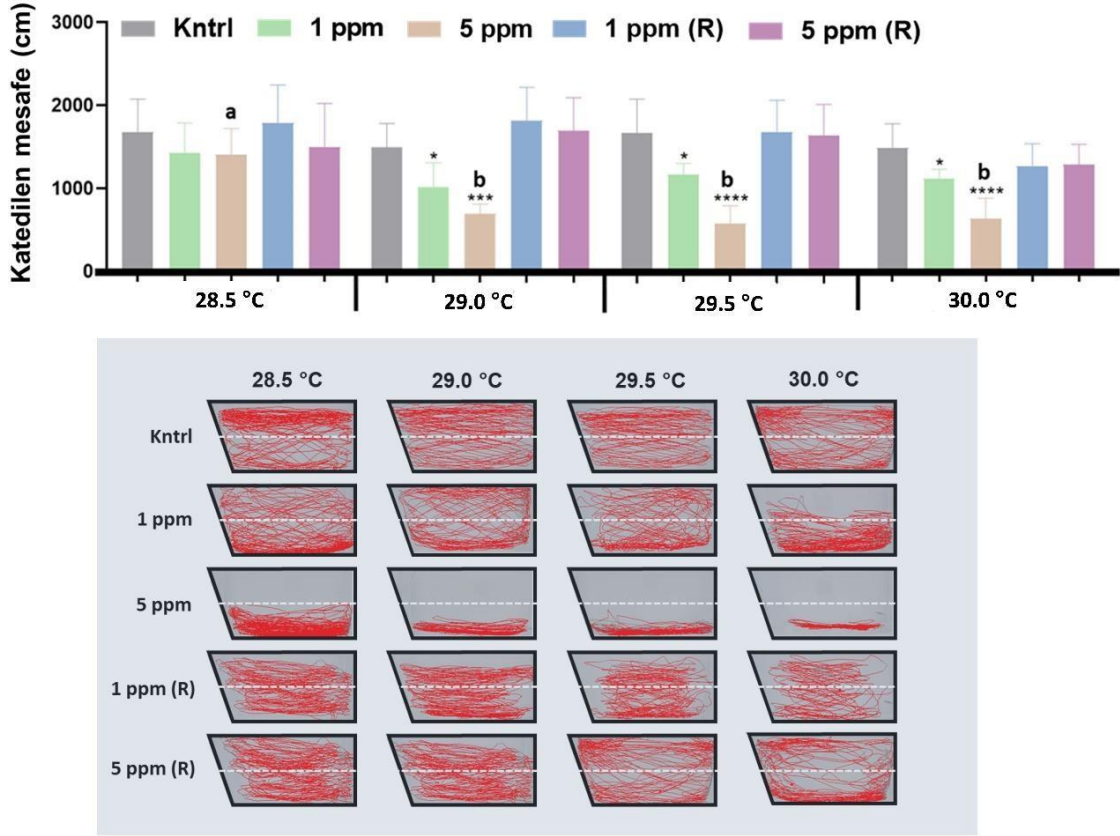 3000
Kntrl 1 ppm 5 ppm 1 ppm (R) 5 ppm (R)
Katedilen mesafe (cm)
2000
1000
0
a
* b
***
* b
****
* b
****
28.5 °C 29.0 °C 29.5 °C 30.0 °C
28.5 °C 29.0 °C 29.5 °C 30.0 °C
Kntrl
1 ppm
5 ppm
1 ppm (R)
5 ppm (R)